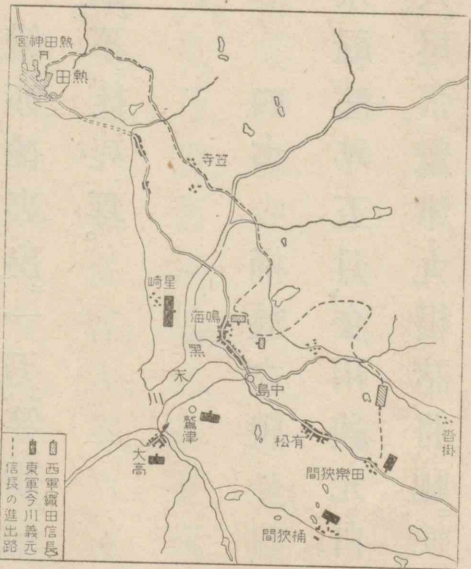 熱田神宮
熱田
笠寺
星崎
鳴海
黒末
中島
鷲津
大高
有松
田楽狭間
桶狭間
沓掛
西軍(織田信長)
東軍(今川義元)
信長の進出路